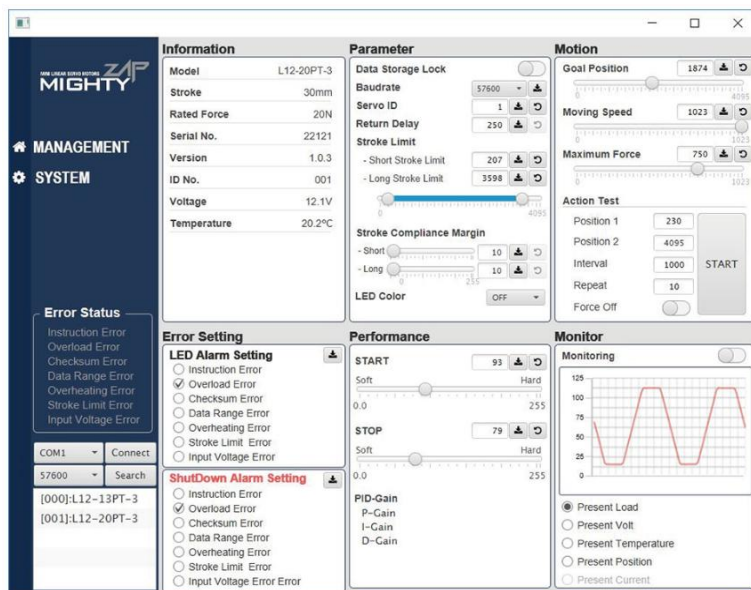 MINI LINEAR SERVO MOTORS
MIGHTY ZAP
MANAGEMENT
SYSTEM
Error Status
Instruction Error
Overload Error
Checksum Error
Data Range Error
Overheating Error
Stroke Limit Error
Input Voltage Error
COM1 Connect
57600 Search
[000]:L12-13PT-3
[001]:L12-20PT-3
Information
Model L12-20PT-3
Stroke 30mm
Rated Force 20N
Serial No. 22121
Version 1.0.3
ID No. 001
Voltage 12.1V
Temperature 20.2ºC
Parameter
Data Storage Lock
Baudrate 57600
Servo ID 1
Return Delay 250
Stroke Limit
- Short Stroke Limit 207
- Long Stroke Limit 3598
0 4095
Stroke Compliance Margin
- Short 10
- Long 10
0 255
LED Color OFF
Motion
Goal Position 1874
0 4095
Moving Speed 1023
0 1023
Maximum Force 750
0 1023
Action Test
Position 1 230
Position 2 4095
Interval 1000
Repeat 10
Force Off
START
Error Setting
LED Alarm Setting
Instruction Error
Overload Error
Checksum Error
Data Range Error
Overheating Error
Stroke Limit Error
Input Voltage Error
ShutDown Alarm Setting
Instruction Error
Overload Error
Checksum Error
Data Range Error
Overheating Error
Stroke Limit Error
Input Voltage Error Error
Performance
START 93
Soft Hard
0.0 255
STOP 79
Soft Hard
0.0 255
PID-Gain
P-Gain
I-Gain
D-Gain
Monitor
Monitoring
125
100
75
50
25
0
Present Load
Present Volt
Present Temperature
Present Position
Present Current